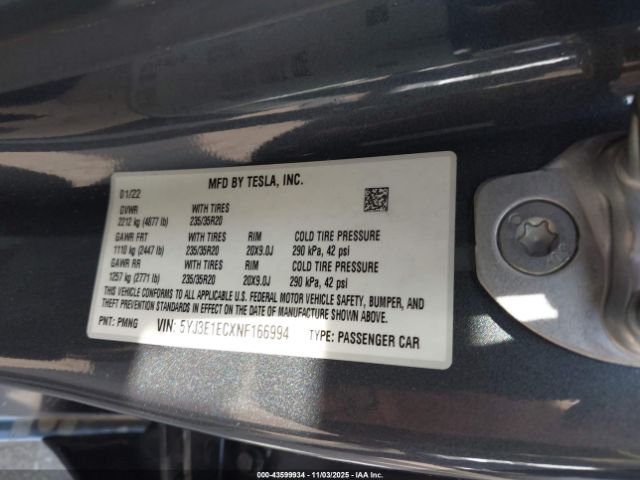 MFD BY TESLA, INC.
01/22
GVWR WITH TIRES
2212 kg (4877 lb) 235/35R20
GAWR FRT WITH TIRES RIM COLD TIRE PRESSURE
1110 kg (2447 lb) 235/35R20 20X9.0J 290 kPa, 42 psi
GAWR RR WITH TIRES RIM COLD TIRE PRESSURE
1257 kg (2771 lb) 235/35R20 20X9.0J 290 kPa, 42 psi
THIS VEHICLE CONFORMS TO ALL APPLICABLE U.S. FEDERAL MOTOR VEHICLE SAFETY, BUMPER, AND
THEFT PREVENTION STANDARDS IN EFFECT ON THE DATE OF MANUFACTURE SHOWN ABOVE.
PNT: PMNG VIN: 5YJ3E1ECXNF166994 TYPE: PASSENGER CAR
000-43599934 - 11/03/2025 - IAA Inc.